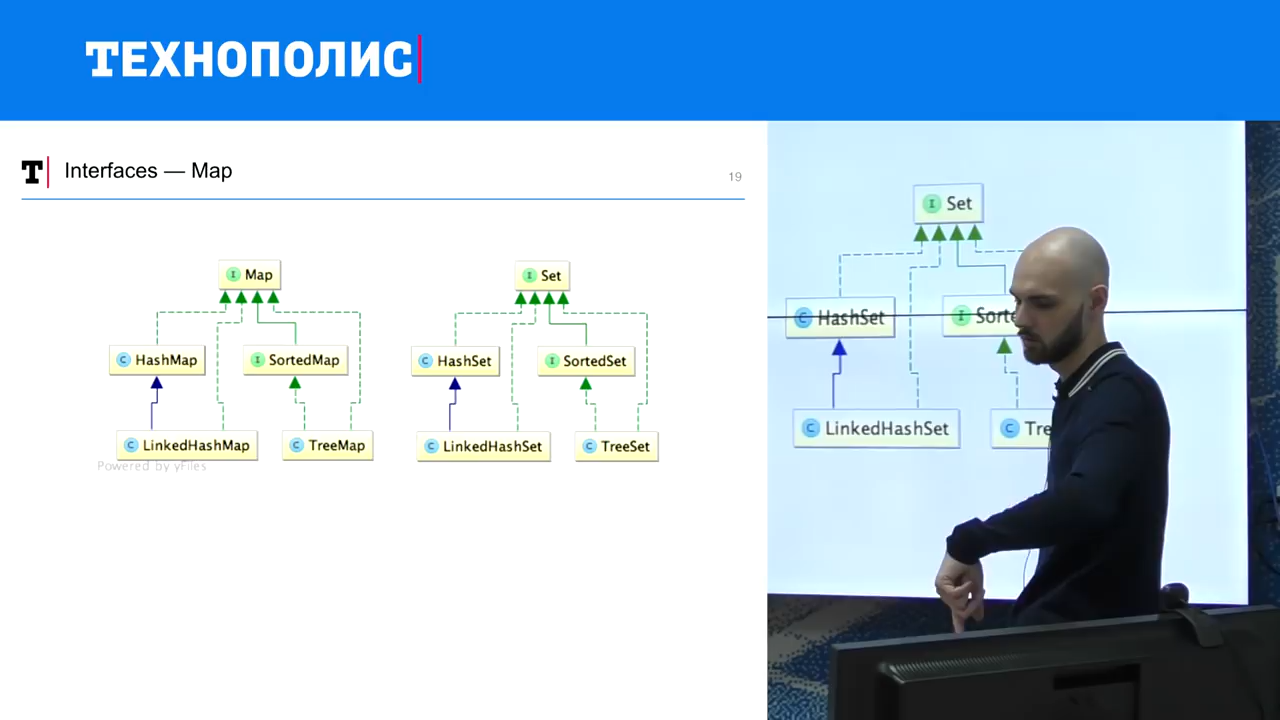 ТЕХНОПОЛИС
T Interfaces — Map
19
I Map
I Set
C HashMap
I SortedMap
C HashSet
I SortedSet
C LinkedHashMap
C TreeMap
C LinkedHashSet
C TreeSet
Powered by yFiles
I Set
C HashSet
I Sorte
C LinkedHashSet
C Tre